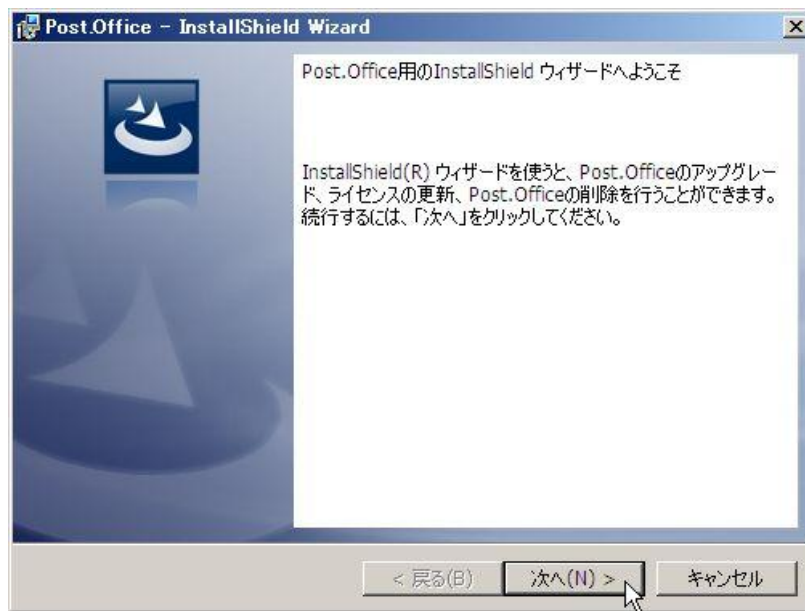 Post.Office - InstallShield Wizard
Post.Office用のInstallShield ウィザードへようこそ
InstallShield(R) ウィザードを使うと、Post.Officeのアップグレー
ド、ライセンスの更新、Post.Officeの削除を行うことができます。
続行するには、「次へ」をクリックしてください。
< 戻る(B)
次へ(N) >
キャンセル